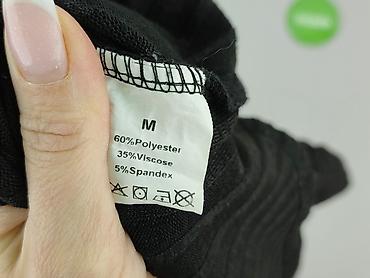 M
60%Polyester
35%Viscose
5%Spandex